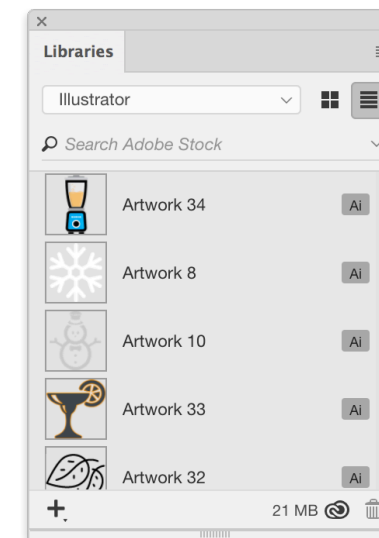 Libraries
Illustrator
Search Adobe Stock
Artwork 34 Ai
Artwork 8 Ai
Artwork 10 Ai
Artwork 33 Ai
Artwork 32 Ai
21 MB